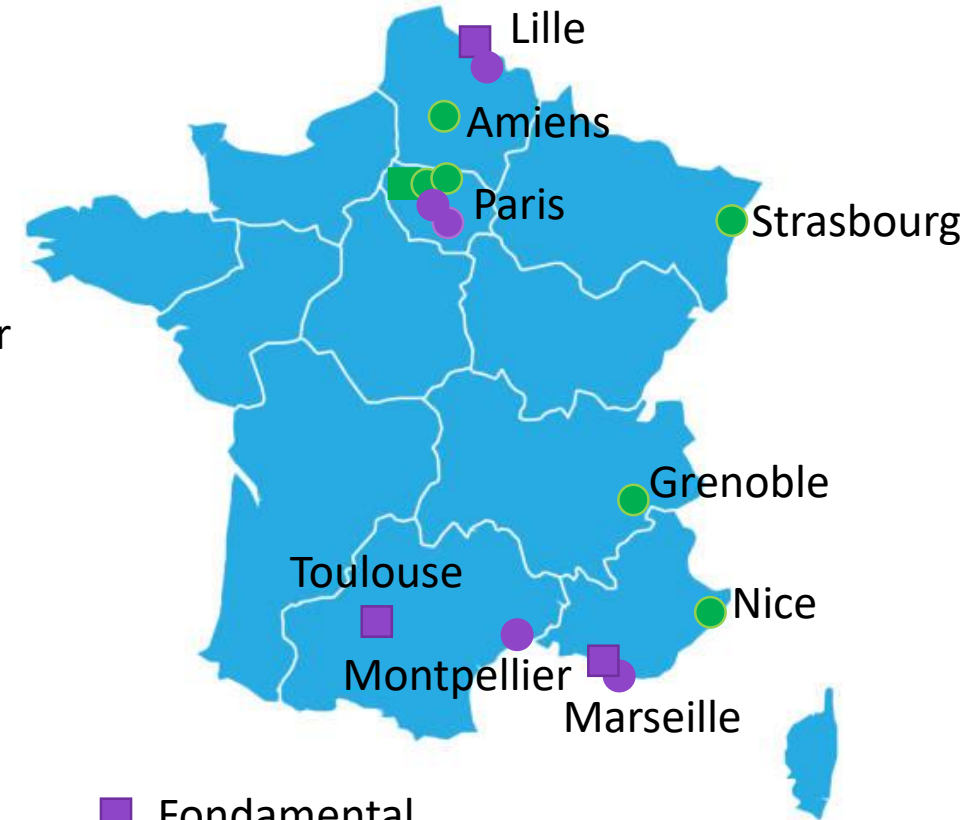 Lille
Amiens
Paris
Strasbourg
r
Grenoble
Toulouse
Nice
Montpellier
Marseille
Fondamental